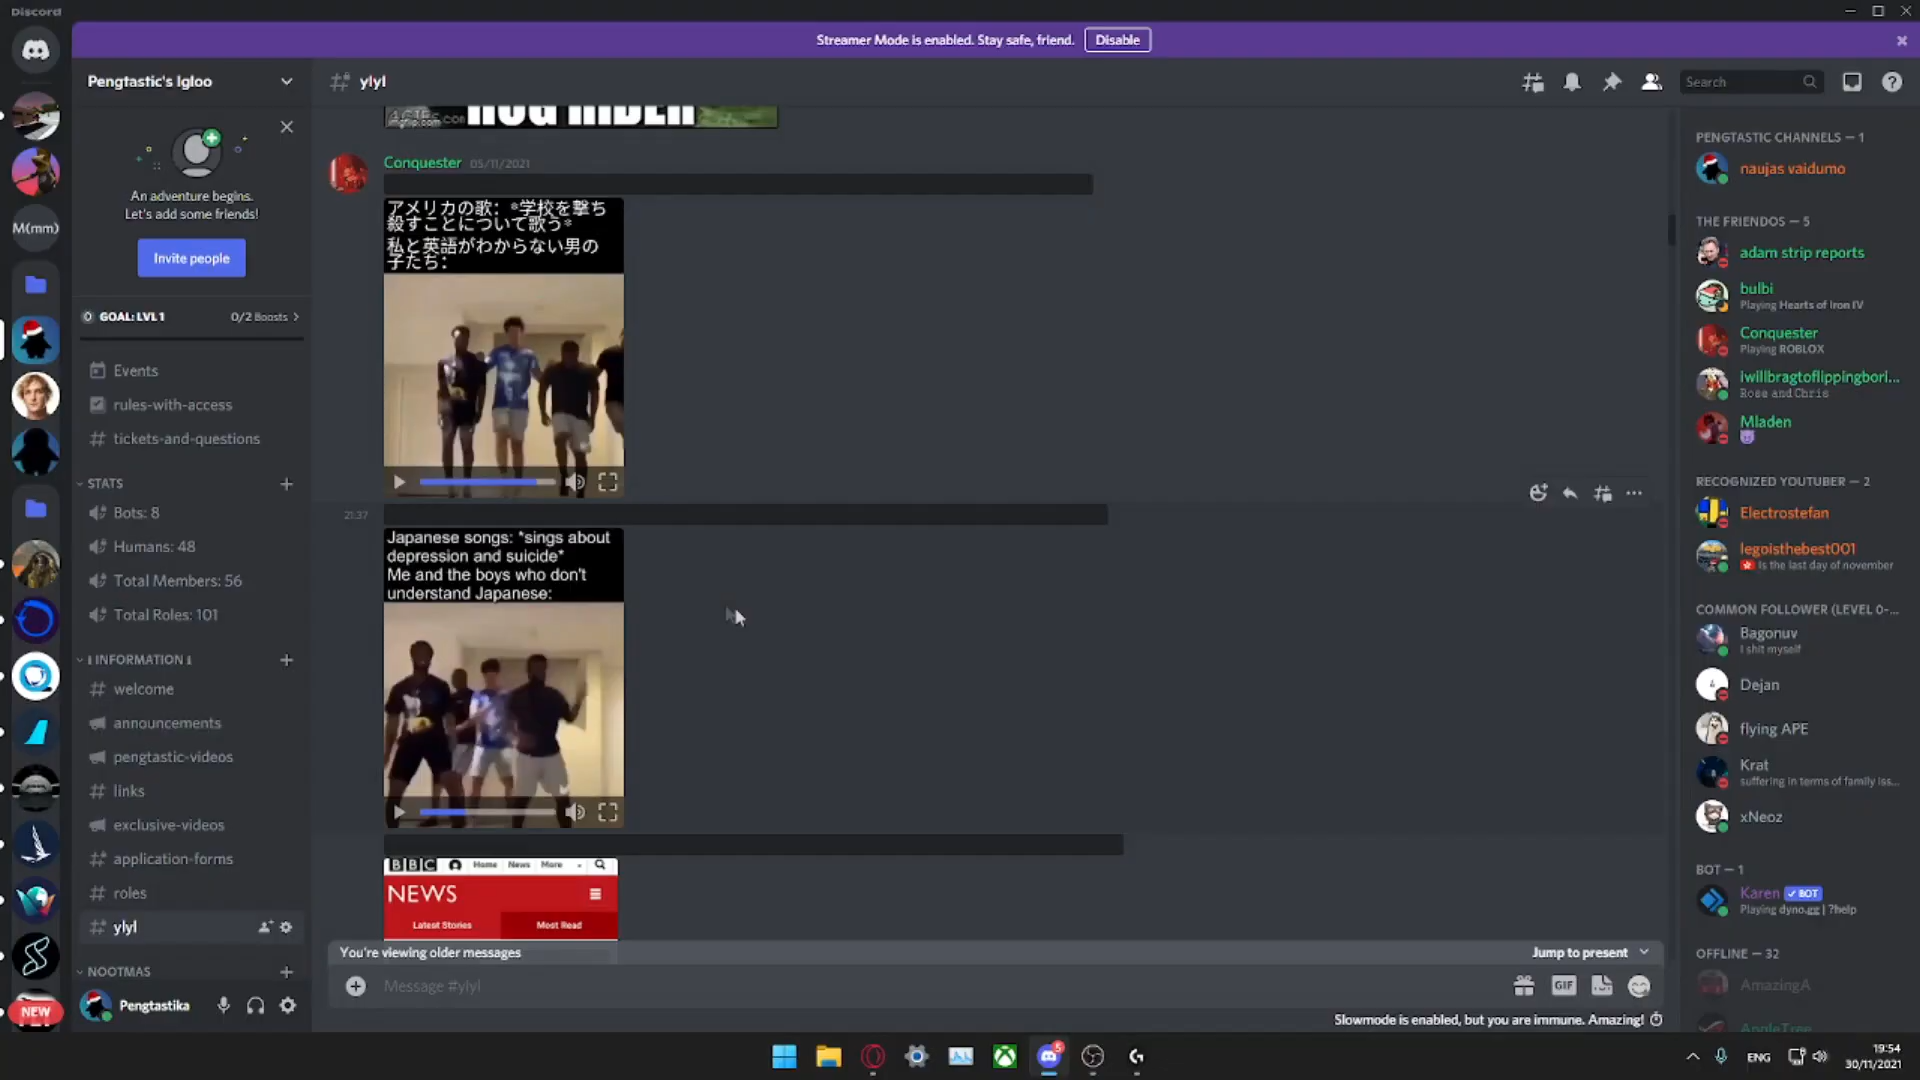 Discord
Streamer Mode is enabled. Stay safe, friend.
Disable
Pengtastic's Igloo
ylyl
Search
An adventure begins.
Let's add some friends!
Invite people
GOAL: LVL 1
0/2 Boosts
Events
rules-with-access
tickets-and-questions
STATS
Bots: 8
Humans: 48
Total Members: 56
Total Roles: 101
INFORMATION
welcome
announcements
pengtastic-videos
links
exclusive-videos
application-forms
roles
ylyl
NOOTMAS
Pengtastika
M(mm)
NEW
HOG RIDER
Conquester 05/11/2021
アメリカの歌: *学校を撃ち
殺すことについて歌う*
私と英語がわからない男の
子たち:
21:37
Japanese songs: *sings about
depression and suicide*
Me and the boys who don't
understand Japanese:
BBC Home News More
NEWS
Latest Stories Most Read
You're viewing older messages
Jump to present
Message #ylyl
GIF
Slowmode is enabled, but you are immune. Amazing!
PENGTASTIC CHANNELS — 1
naujas vaidumo
THE FRIENDOS — 5
adam strip reports
bulbi
Playing Hearts of Iron IV
Conquester
Playing ROBLOX
iwillbragtoflippingbori...
Rose and Chris
Mladen
RECOGNIZED YOUTUBER — 2
Electrostefan
legoisthebest001
Is the last day of november
COMMON FOLLOWER (LEVEL 0-...
Bagonuv
I shit myself
Dejan
flying APE
Krat
suffering in terms of family iss...
xNeoz
BOT — 1
Karen BOT
Playing dyno.gg | ?help
OFFLINE — 32
AmazingA
AppleTree
5
ENG
19:54
30/11/2021